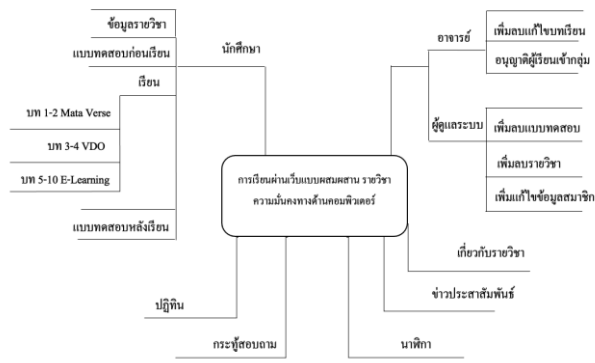 ข้อมูลรายวิชา
แบบทดสอบก่อนเรียน
นักศึกษา
เรียน
บท 1-2 Mata Verse
บท 3-4 VDO
บท 5-10 E-Learning
แบบทดสอบหลังเรียน
อาจารย์
เพิ่มลบแก้ไขบทเรียน
อนุญาติผู้เรียนเข้ากลุ่ม
ผู้ดูแลระบบ
เพิ่มลบแบบทดสอบ
เพิ่มลบรายวิชา
เพิ่มแก้ไขข้อมูลสมาชิก
การเรียนผ่านเว็บแบบผสมผสาน รายวิชา
ความมั่นคงทางด้านคอมพิวเตอร์
เกี่ยวกับรายวิชา
ข่าวประสาสัมพันธ์
ปฏิทิน
กระทู้สอบถาม
นาฬิกา